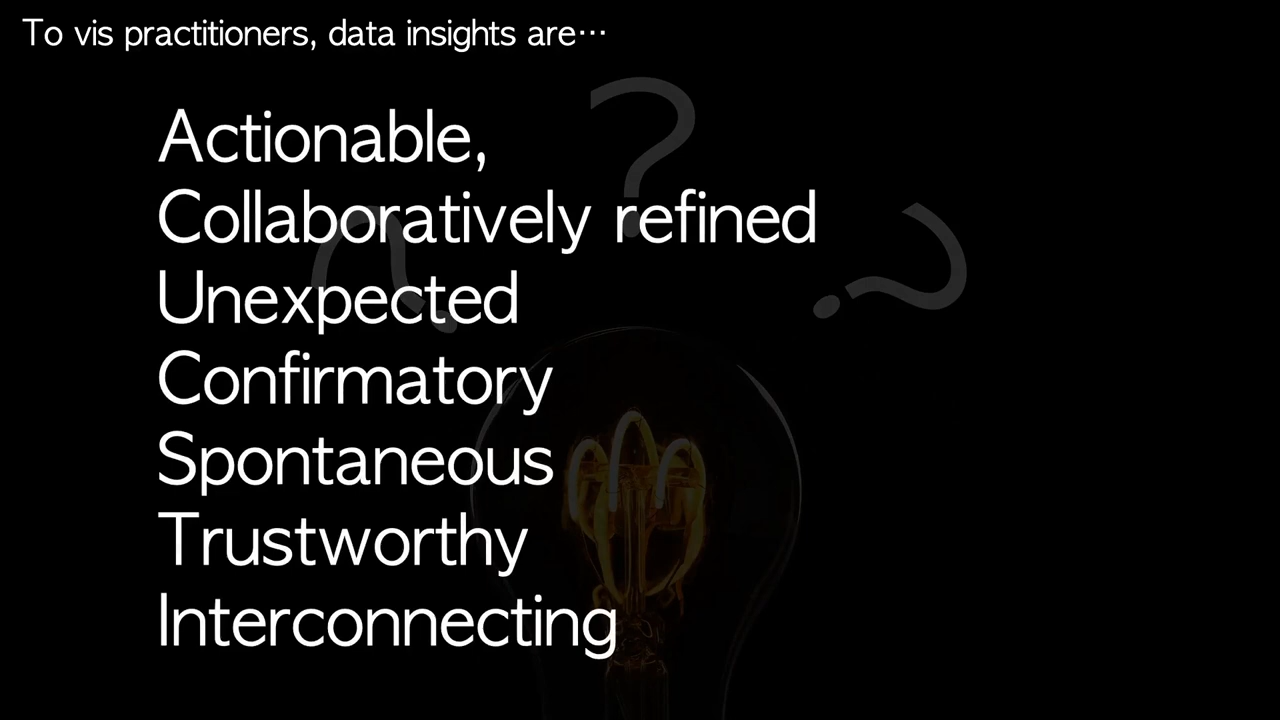 To vis practitioners, data insights are…
Actionable,
Collaboratively refined
Unexpected
Confirmatory
Spontaneous
Trustworthy
Interconnecting
? ? ?